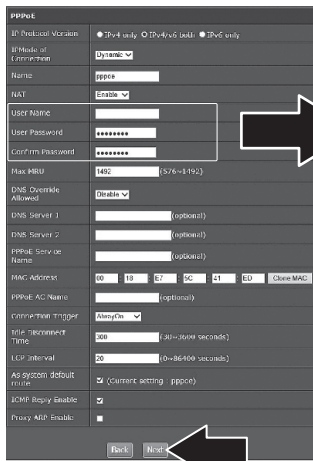 PPPoE
IP Protocol Version IPv4 only IPv4/v6 both IPv6 only
IPMode of Connection Dynamic
Name pppoe
NAT Enable
User Name
User Password ••••••••
Confirm Password ••••••••
Max MRU 1492 (576~1492)
DNS Override Allowed Disable
DNS Server 1 (optional)
DNS Server 2 (optional)
PPPoE Service Name (optional)
MAC Address 00 : 18 : E7 : 5C : 41 : ED Clone MAC
PPPoE AC Name (optional)
Connection Trigger AlwayOn
Idle Disconnect Time 300 (30~3600 seconds)
LCP Interval 20 (0~86400 seconds)
As system default route (Current setting : pppoe)
ICMP Reply Enable
Proxy ARP Enable
Back Next